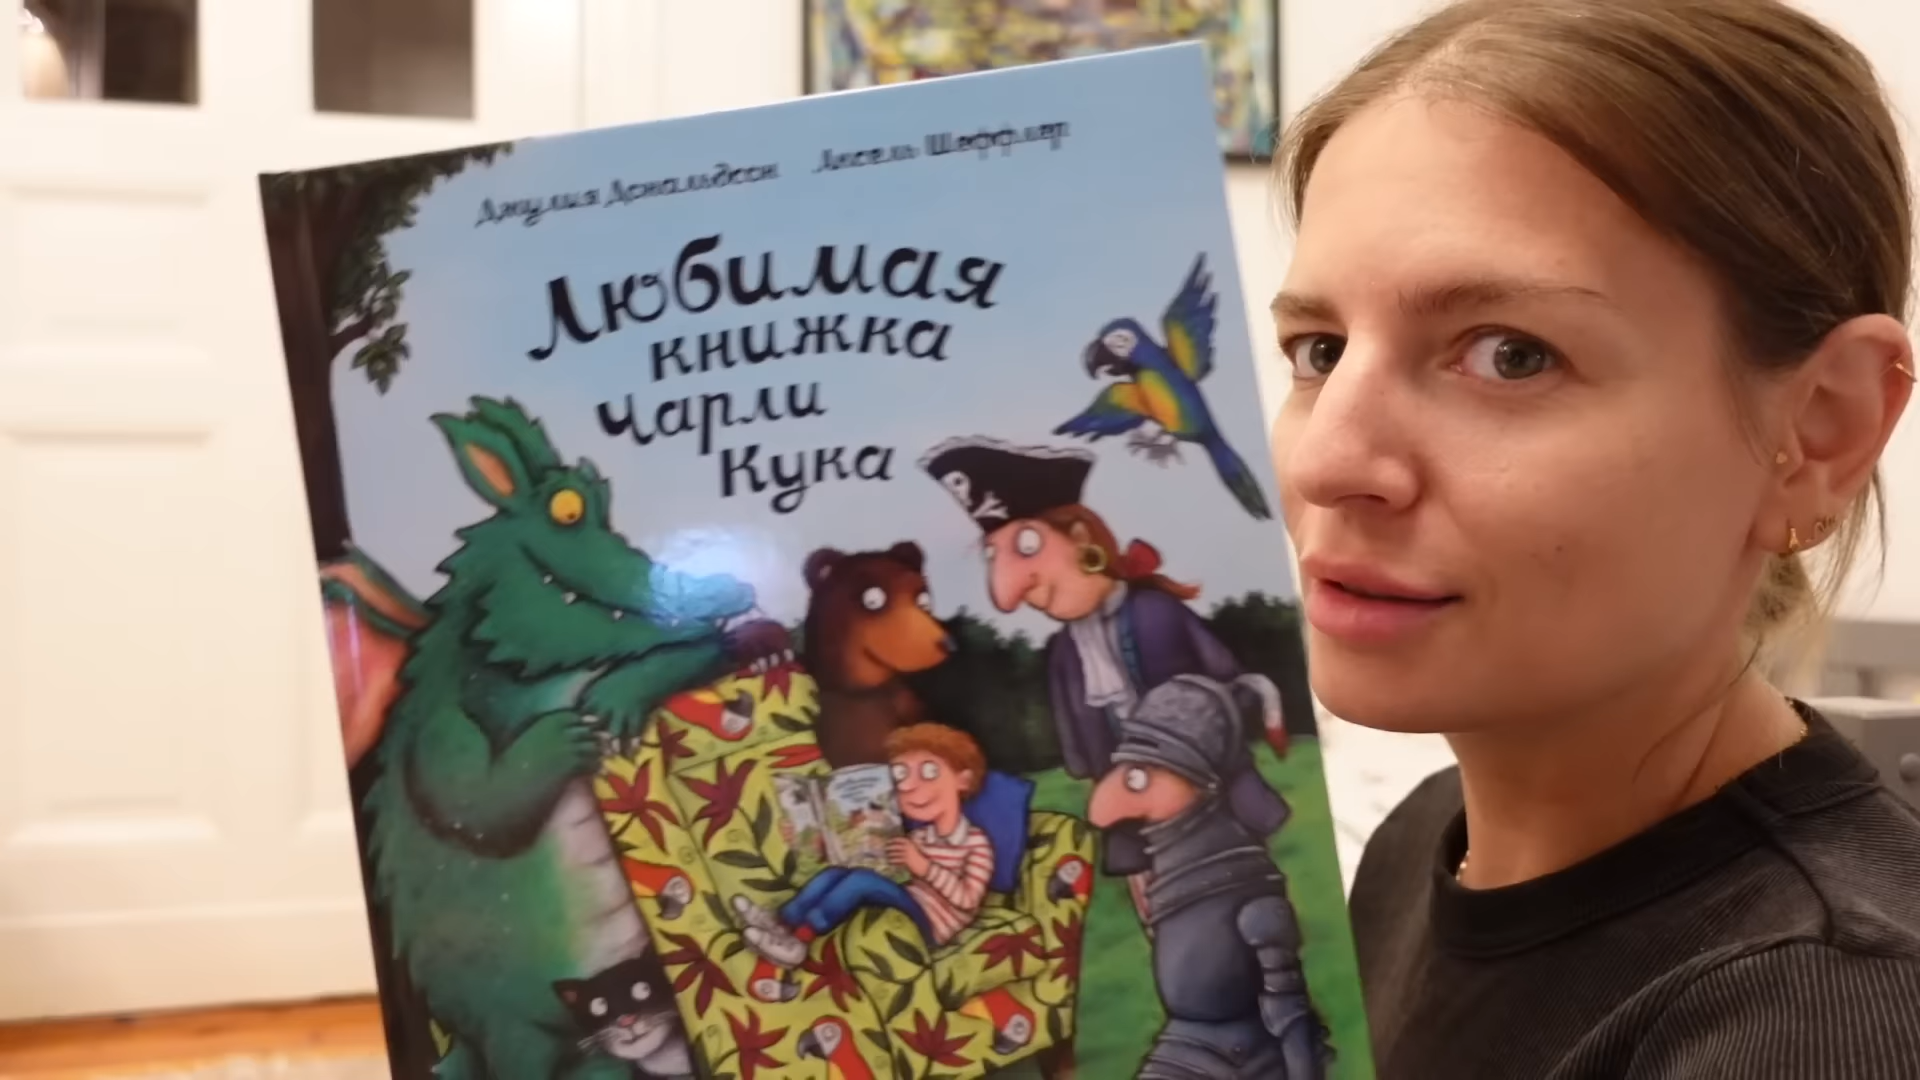 Джулия Дональдсон Аксель Шеффлер
Любимая
книжка
Чарли
Кука